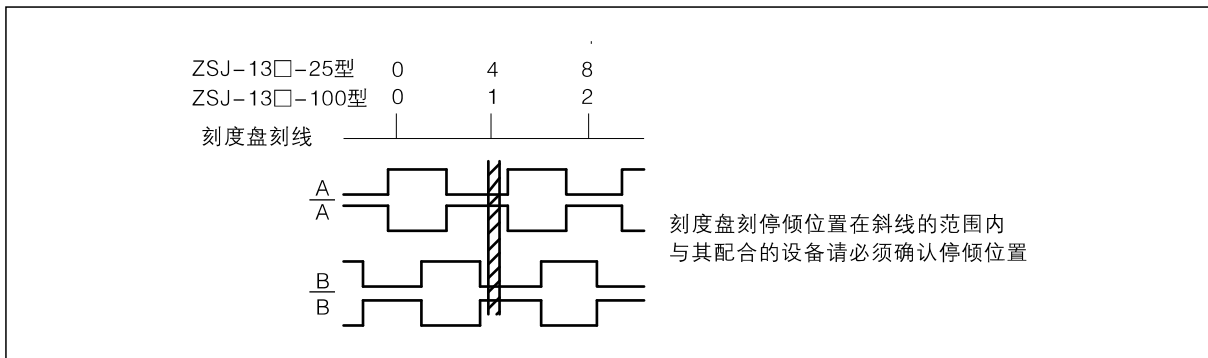 ZSJ-13□-25型 0 4 8
ZSJ-13□-100型 0 1 2
刻度盘刻线
A
A
刻度盘刻停倾位置在斜线的范围内
与其配合的设备请必须确认停倾位置
B
B